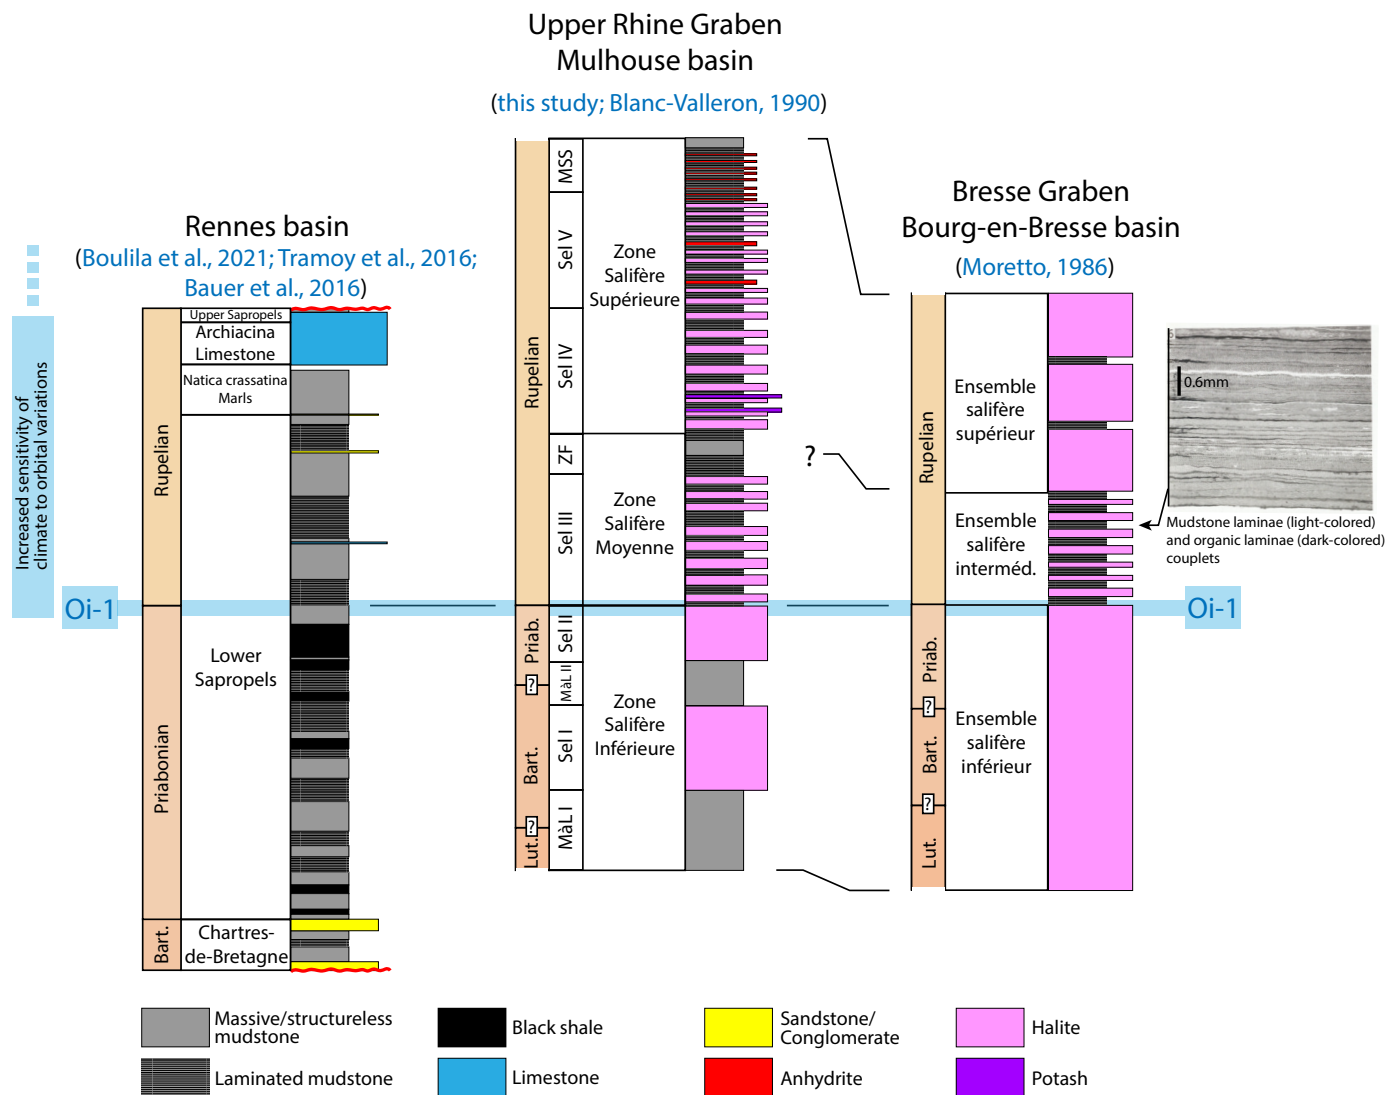 Upper Rhine Graben
Mulhouse basin
(this study; Blanc-Valleron, 1990)
Rennes basin
(Boulila et al., 2021; Tramoy et al., 2016;
Bauer et al., 2016)
Bresse Graben
Bourg-en-Bresse basin
(Moretto, 1986)
Increased sensitivity of
climate to orbital variations
Oi-1
Rupelian
Priabonian
Bart.
Upper Sapropels
Archiacina
Limestone
Natica crassatina
Marls
Lower
Sapropels
Chartres-
de-Bretagne
Rupelian
Priab.
?
Bart.
?
Lut.
MSS
Sel V
Sel IV
ZF
Sel III
Sel II
MàL II
Sel I
MàL I
Zone
Salifère
Supérieure
Zone
Salifère
Moyenne
Zone
Salifère
Inférieure
?
Rupelian
Priab.
?
Bart.
?
Lut.
Ensemble
salifère
supérieur
Ensemble
salifère
interméd.
Ensemble
salifère
inférieur
0.6mm
Mudstone laminae (light-colored)
and organic laminae (dark-colored)
couplets
Oi-1
Massive/structureless
mudstone
Black shale
Sandstone/
Conglomerate
Halite
Laminated mudstone
Limestone
Anhydrite
Potash